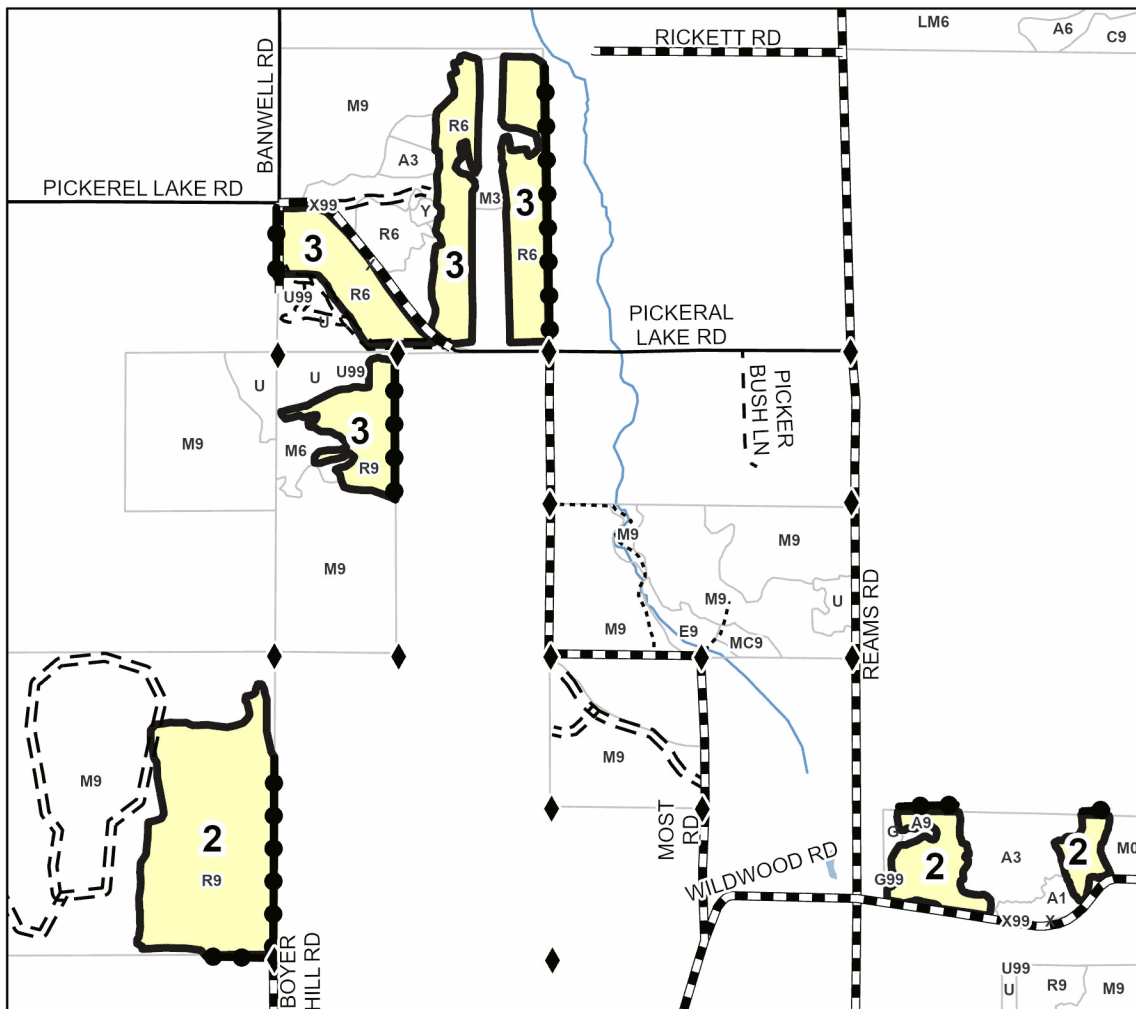 LM6
A6
C9
RICKETT RD
BANWELL RD
M9
R6
A3
PICKEREL LAKE RD
X99
Y
M3
3
R6
3
3
R6
X
U99
R6
U
PICKERAL
LAKE RD
U
U
U99
PICKER
BUSH LN
M9
M6
3
R9
M9
M9
M9
M9
U
REAMS RD
M9
E9
MC9
M9
M9
2
R9
MOST
RD
WILDWOOD RD
G
A9
2
G99
A3
2
M0
A1
X99
X
BOYER
HILL RD
U99
U
R9
M9